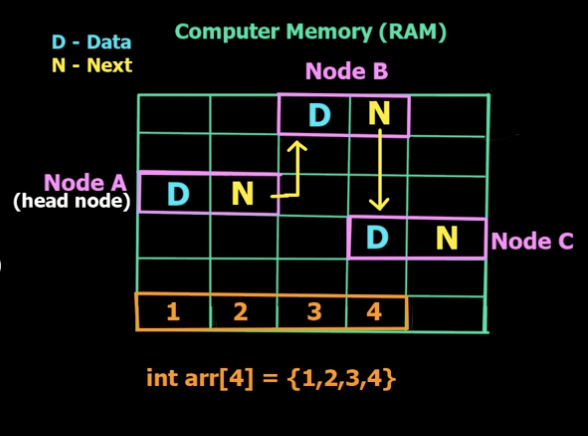 Computer Memory (RAM)
D - Data
N - Next
Node B
D N
Node A
(head node)
D N
D N
Node C
1 2 3 4
int arr[4] = {1,2,3,4}